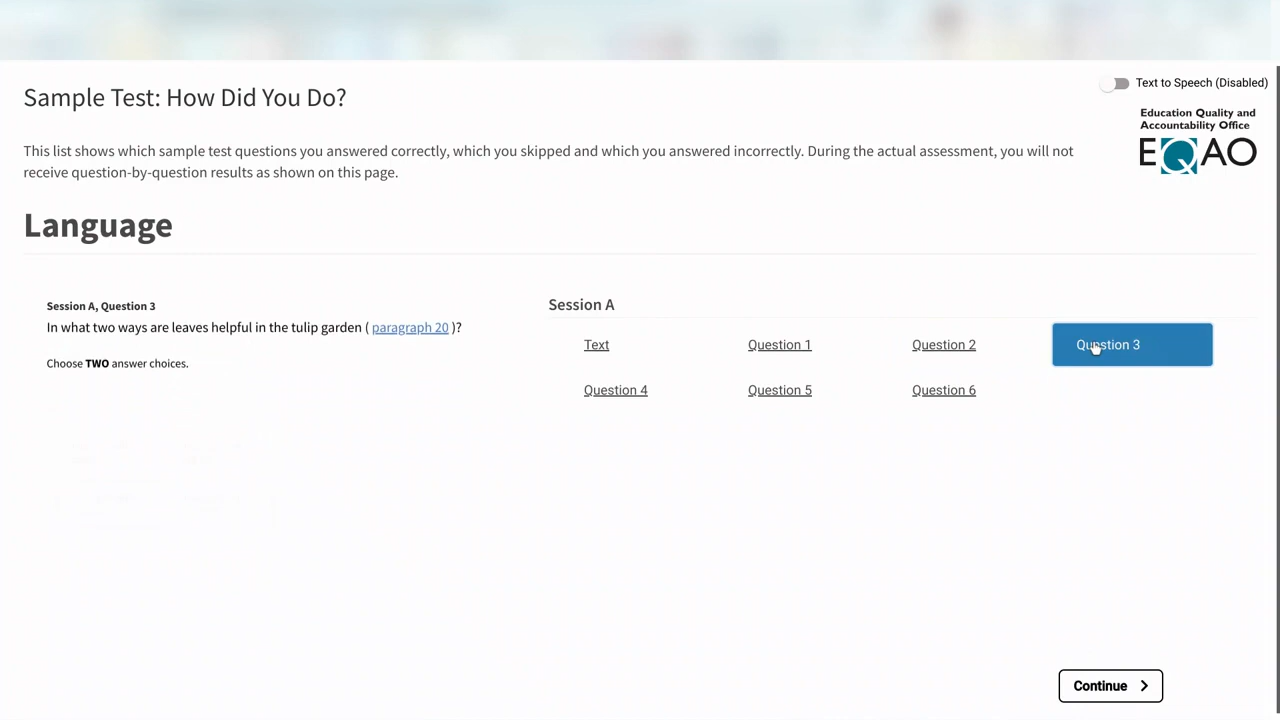 Sample Test: How Did You Do?
Text to Speech (Disabled)
Education Quality and
Accountability Office
EQAO
This list shows which sample test questions you answered correctly, which you skipped and which you answered incorrectly. During the actual assessment, you will not
receive question-by-question results as shown on this page.
Language
Session A, Question 3
In what two ways are leaves helpful in the tulip garden ( paragraph 20 )?
Choose TWO answer choices.
Session A
Text Question 1 Question 2 Question 3
Question 4 Question 5 Question 6
Continue